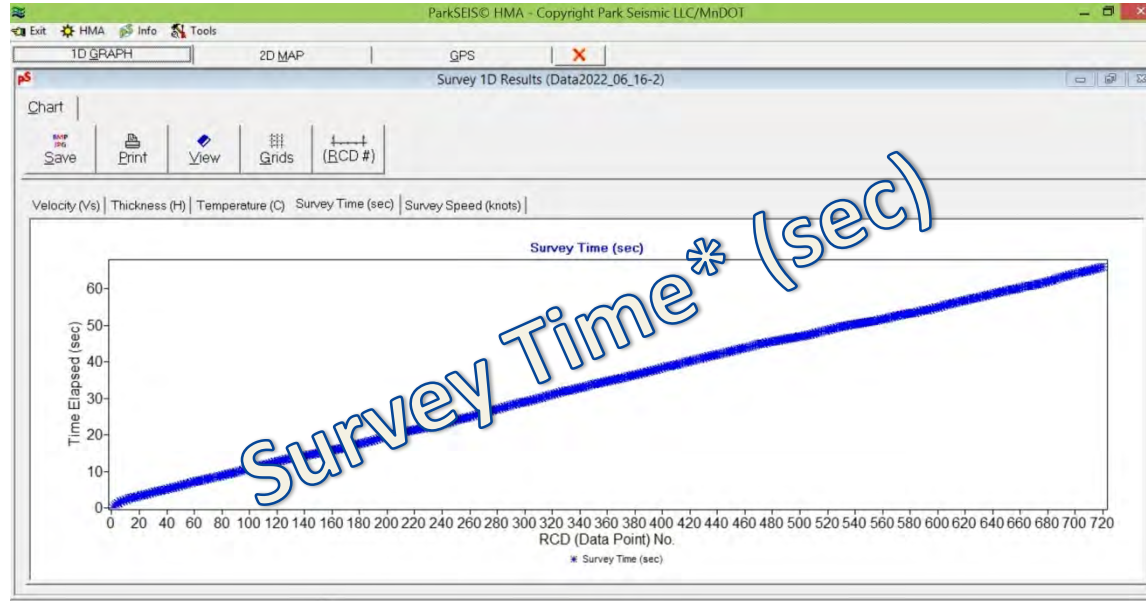 ParkSEIS© HMA - Copyright Park Seismic LLC/MnDOT
Exit HMA Info Tools
1D GRAPH 2D MAP GPS
pS Survey 1D Results (Data2022_06_16-2)
Chart
BMP
JPG
Save Print View Grids (RCD #)
Velocity (Vs) Thickness (H) Temperature (C) Survey Time (sec) Survey Speed (knots)
Survey Time (sec)
Survey Time* (sec)
Time Elapsed (sec)
60
50
40
30
20
10
0
0 20 40 60 80 100 120 140 160 180 200 220 240 260 280 300 320 340 360 380 400 420 440 460 480 500 520 540 560 580 600 620 640 660 680 700 720
RCD (Data Point) No.
Survey Time (sec)